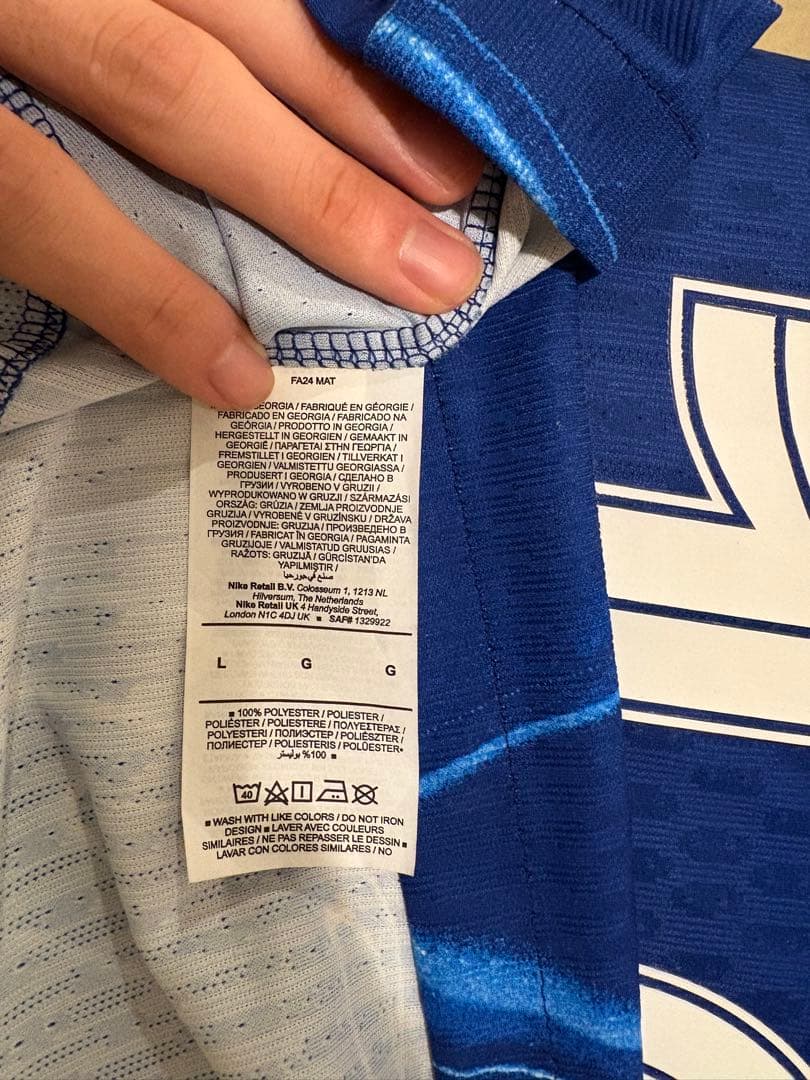 FA24 MAT
GEORGIA / FABRIQUÉ EN GÉORGIE /
FABRICADO EN GEORGIA / FABRICADO NA
GEÓRGIA / PRODOTTO IN GEORGIA /
HERGESTELLT IN GEORGIEN / GEMAAKT IN
GEORGIË / ΠΑΡΑΓΕΤΑΙ ΣΤΗΝ ΓΕΩΡΓΙΑ /
FREMSTILLET I GEORGIEN / TILLVERKAT I
GEORGIEN / VALMISTETTU GEORGIASSA /
PRODUSERT I GEORGIA / СДЕЛАНО В
ГРУЗИИ / VYROBENO V GRUZII /
WYPRODUKOWANO W GRUZJI / SZÁRMAZÁSI
ORSZÁG: GRÚZIA / ZEMLJA PROIZVODNJE
GRUZIJA / VYROBENÉ V GRUZÍNSKU / DRŽAVA
PROIZVODNJE: GRUZIJA / ПРОИЗВЕДЕНО В
ГРУЗИЯ / FABRICAT ÎN GEORGIA / PAGAMINTA
GRUZIJOJE / VALMISTATUD GRUUSIAS /
RAŽOTS: GRUZIJĀ / GÜRCİSTAN'DA
YAPILMIŞTIR /
صنع في جورجيا
Nike Retail B.V. Colosseum 1, 1213 NL
Hilversum, The Netherlands
Nike Retail UK 4 Handyside Street,
London N1C 4DJ UK ■ SAF# 1329922
L G G
■ 100% POLYESTER / POLIESTER /
POLIÉSTER / POLIESTERE / ΠΟΛΥΕΣΤΕΡΑΣ /
POLYESTERI / ПОЛИЭСТЕР / POLIÉSZTER /
ПОЛИЕСТЕР / POLIESTERIS / POLÜESTER■
100% بوليستر ■
40
■ WASH WITH LIKE COLORS / DO NOT IRON
DESIGN ■ LAVER AVEC COULEURS
SIMILAIRES / NE PAS REPASSER LE DESSIN ■
LAVAR CON COLORES SIMILARES / NO